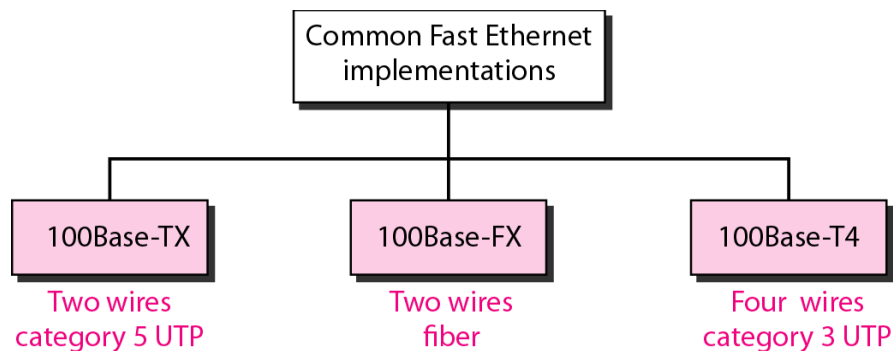 Common Fast Ethernet
implementations
100Base-TX
100Base-FX
100Base-T4
Two wires
category 5 UTP
Two wires
fiber
Four wires
category 3 UTP